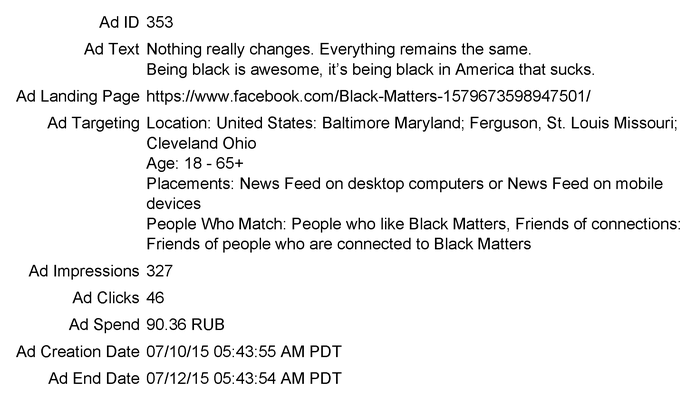 Ad ID 353
Ad Text Nothing really changes. Everything remains the same.
Being black is awesome, it's being black in America that sucks.
Ad Landing Page https://www.facebook.com/Black-Matters-1579673598947501/
Ad Targeting Location: United States: Baltimore Maryland; Ferguson, St. Louis Missouri;
Cleveland Ohio
Age: 18 - 65+
Placements: News Feed on desktop computers or News Feed on mobile
devices
People Who Match: People who like Black Matters, Friends of connections:
Friends of people who are connected to Black Matters
Ad Impressions 327
Ad Clicks 46
Ad Spend 90.36 RUB
Ad Creation Date 07/10/15 05:43:55 AM PDT
Ad End Date 07/12/15 05:43:54 AM PDT